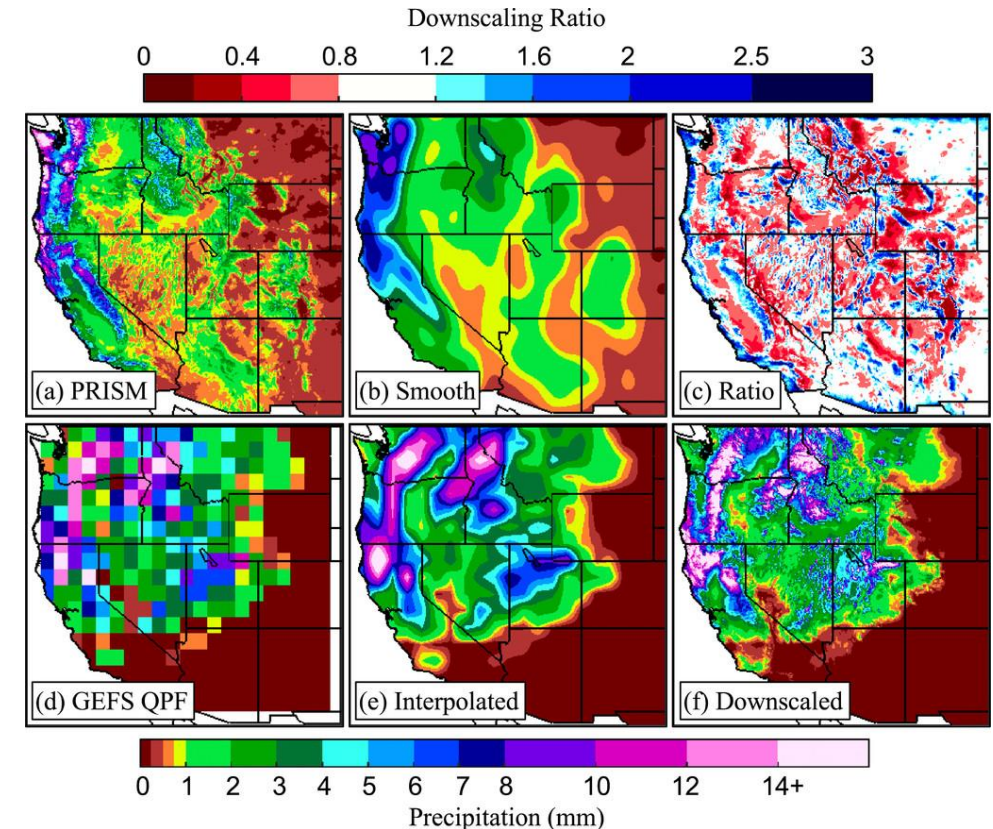 Downscaling Ratio
0 0.4 0.8 1.2 1.6 2 2.5 3
(a) PRISM (b) Smooth (c) Ratio
(d) GEFS QPF (e) Interpolated (f) Downscaled
0 1 2 3 4 5 6 7 8 10 12 14+
Precipitation (mm)